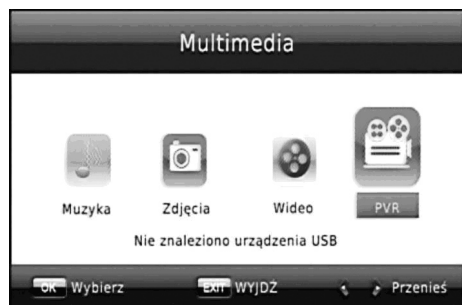 Multimedia
Muzyka Zdjęcia Wideo PVR
Nie znaleziono urządzenia USB
OK Wybierz EXIT WYJDŹ Przenieś